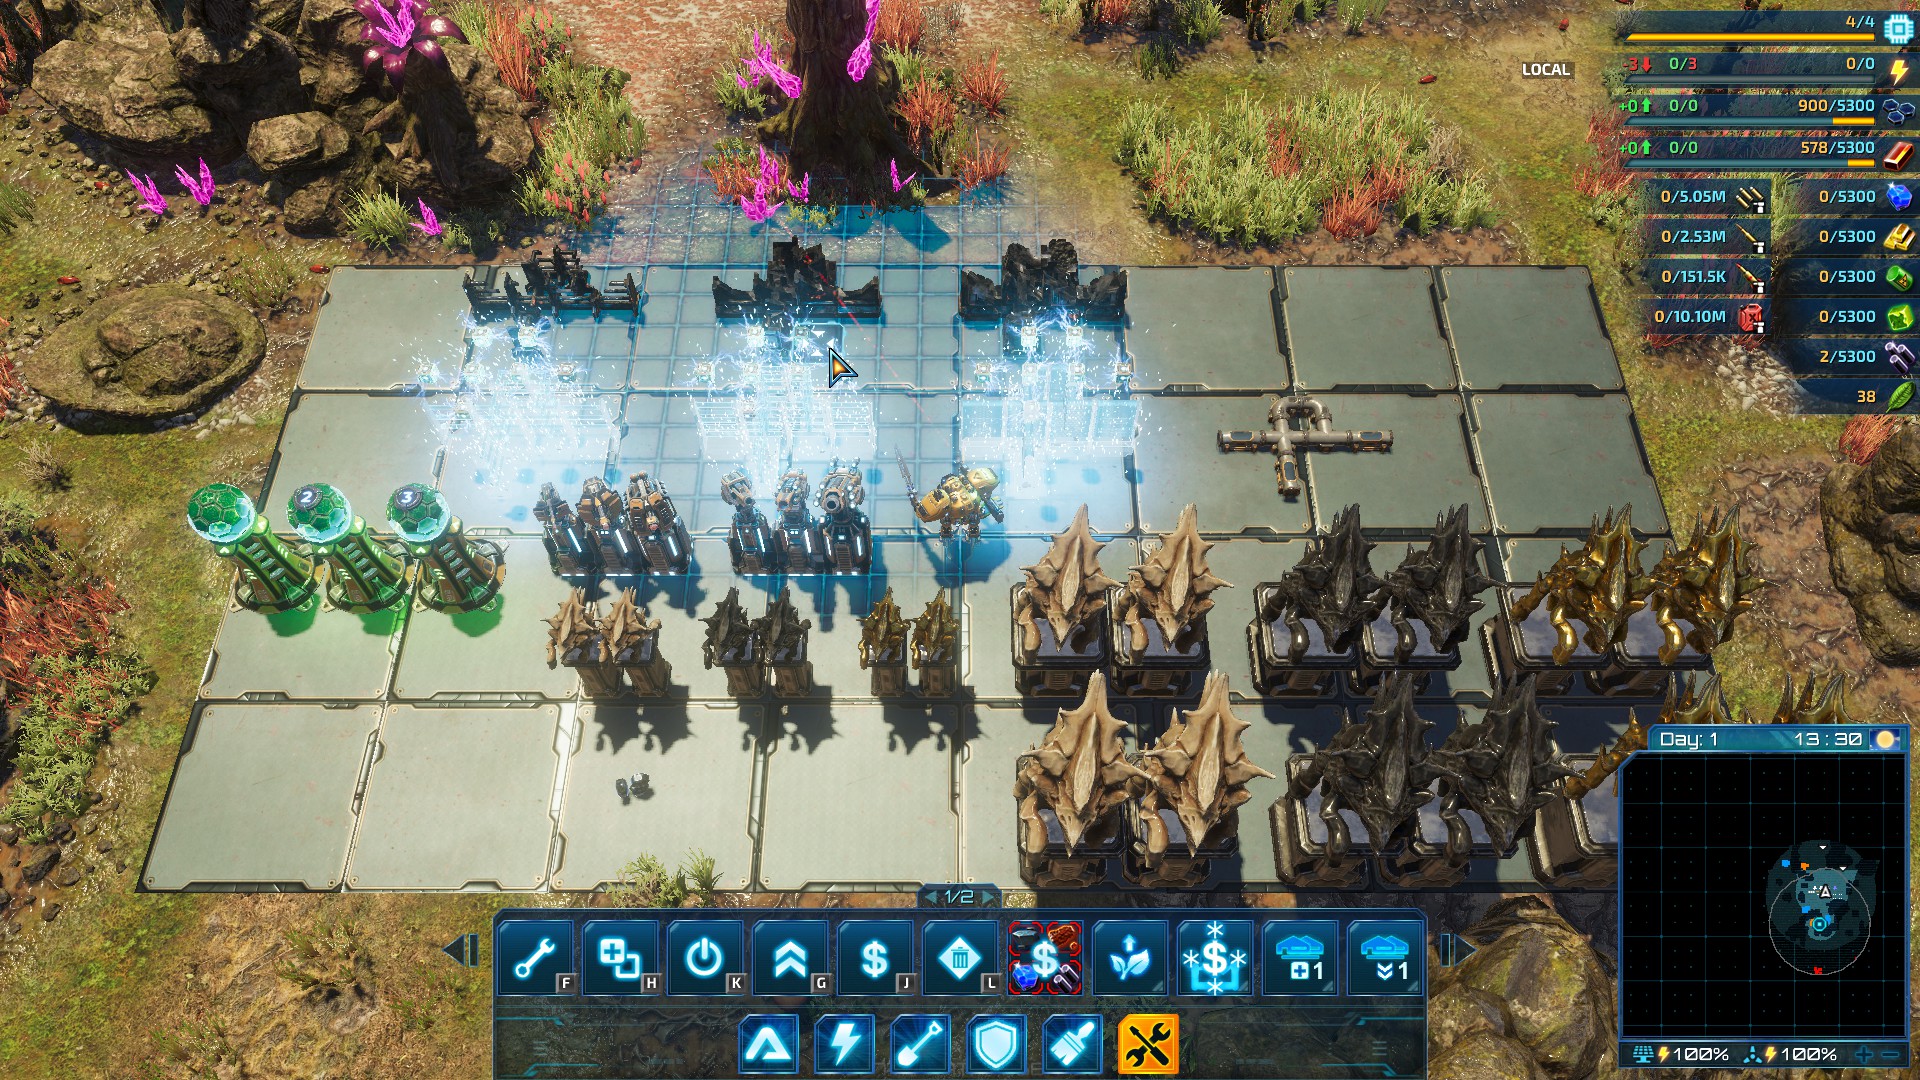 4/4
LOCAL
-3 0/3 0/0
+0 0/0 900/5300
+0 0/0 578/5300
0/5.05M 0/5300
0/2.53M 0/5300
0/151.5K 0/5300
0/10.10M 0/5300
2/5300
38
2 3
Day: 1 13:30
1/2
F H K G J L
1 1
100% 100%